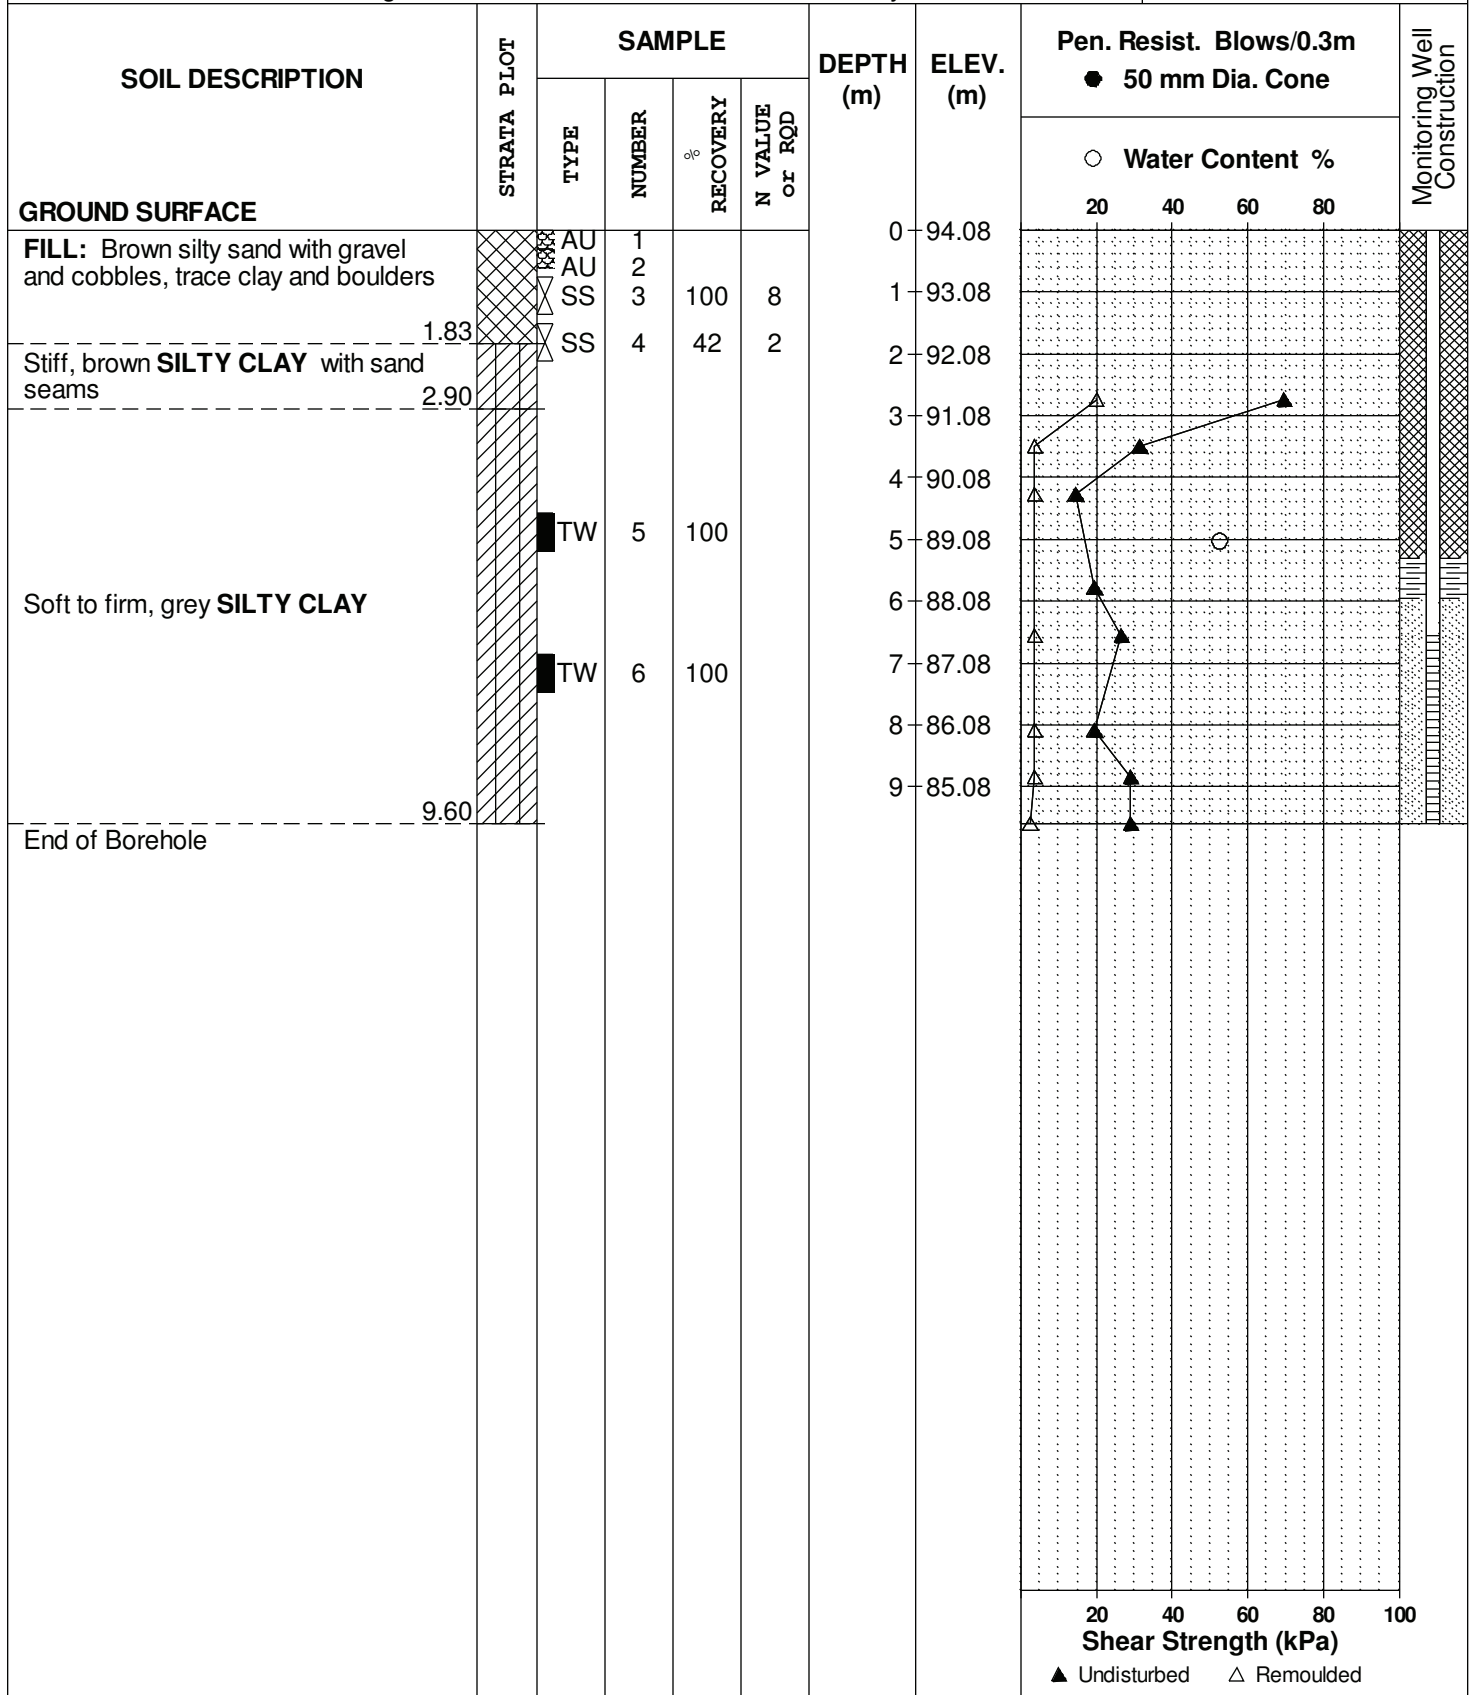 SOIL DESCRIPTION
GROUND SURFACE
STRATA PLOT
SAMPLE
TYPE
NUMBER
%
RECOVERY
N VALUE
or RQD
DEPTH
(m)
ELEV.
(m)
Pen. Resist. Blows/0.3m
● 50 mm Dia. Cone
○ Water Content %
20 40 60 80
Monitoring Well
Construction
FILL: Brown silty sand with gravel
and cobbles, trace clay and boulders
1.83
Stiff, brown SILTY CLAY with sand
seams
2.90
Soft to firm, grey SILTY CLAY
9.60
End of Borehole
AU 1
AU 2
SS 3 100 8
SS 4 42 2
TW 5 100
TW 6 100
0 94.08
1 93.08
2 92.08
3 91.08
4 90.08
5 89.08
6 88.08
7 87.08
8 86.08
9 85.08
20 40 60 80 100
Shear Strength (kPa)
▲ Undisturbed △ Remoulded